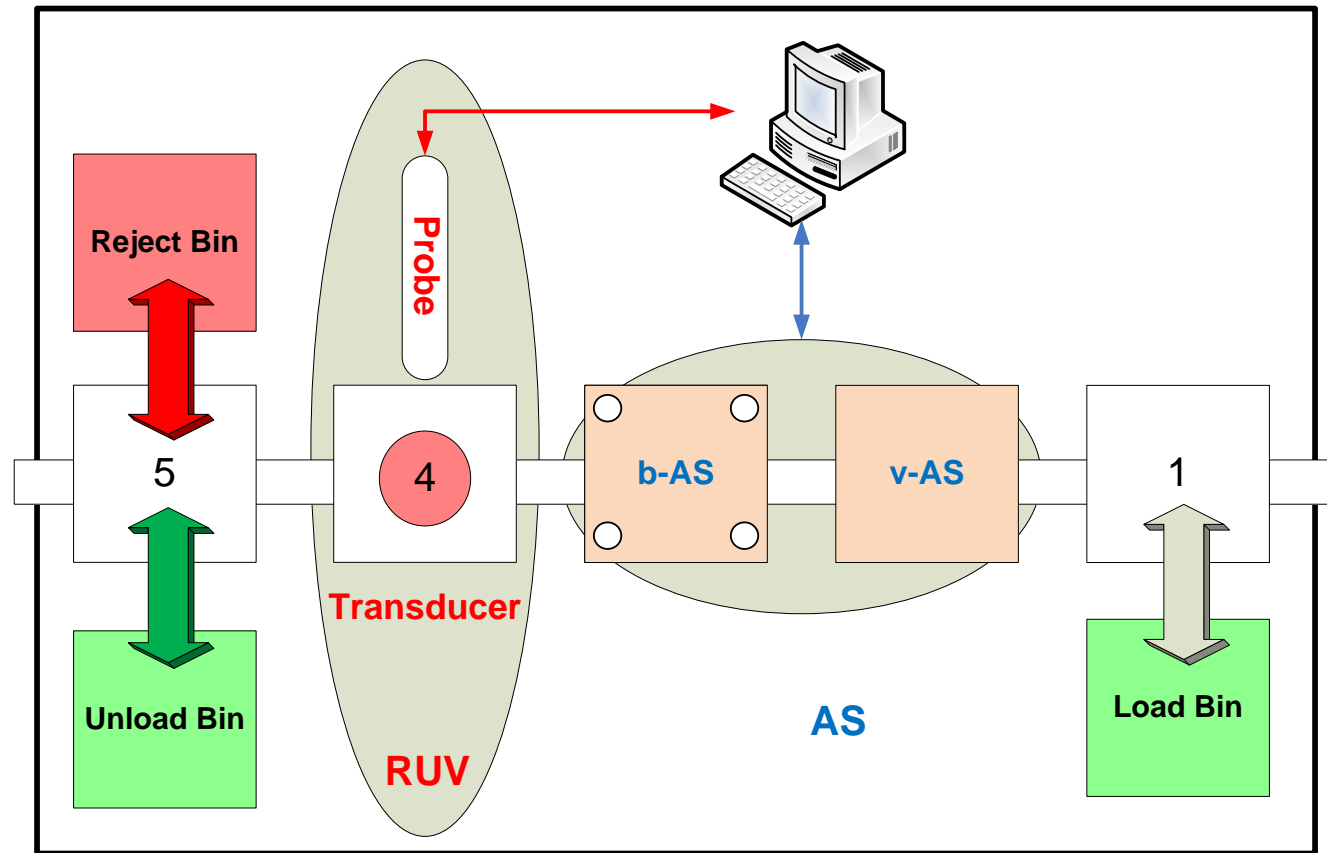 Reject Bin
Probe
5
4
b-AS
v-AS
1
Transducer
Unload Bin
Load Bin
AS
RUV